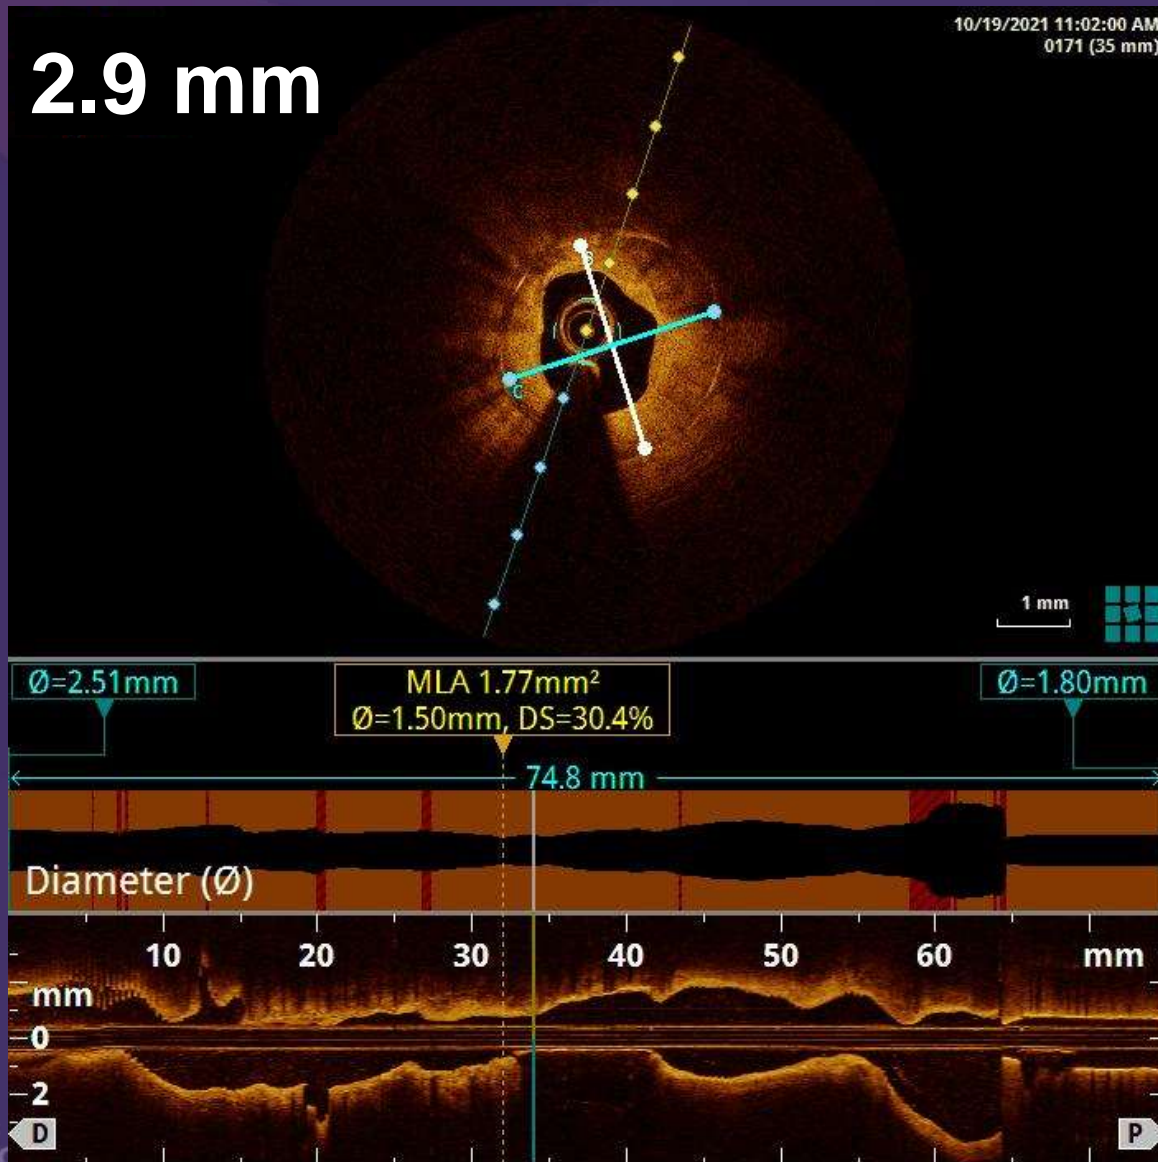 2.9 mm
10/19/2021 11:02:00 AM
0171 (35 mm)
B
C
1 mm
Ø=2.51mm
MLA 1.77mm²
Ø=1.50mm, DS=30.4%
Ø=1.80mm
74.8 mm
Diameter (Ø)
10 20 30 40 50 60 mm
mm
0
2
D P